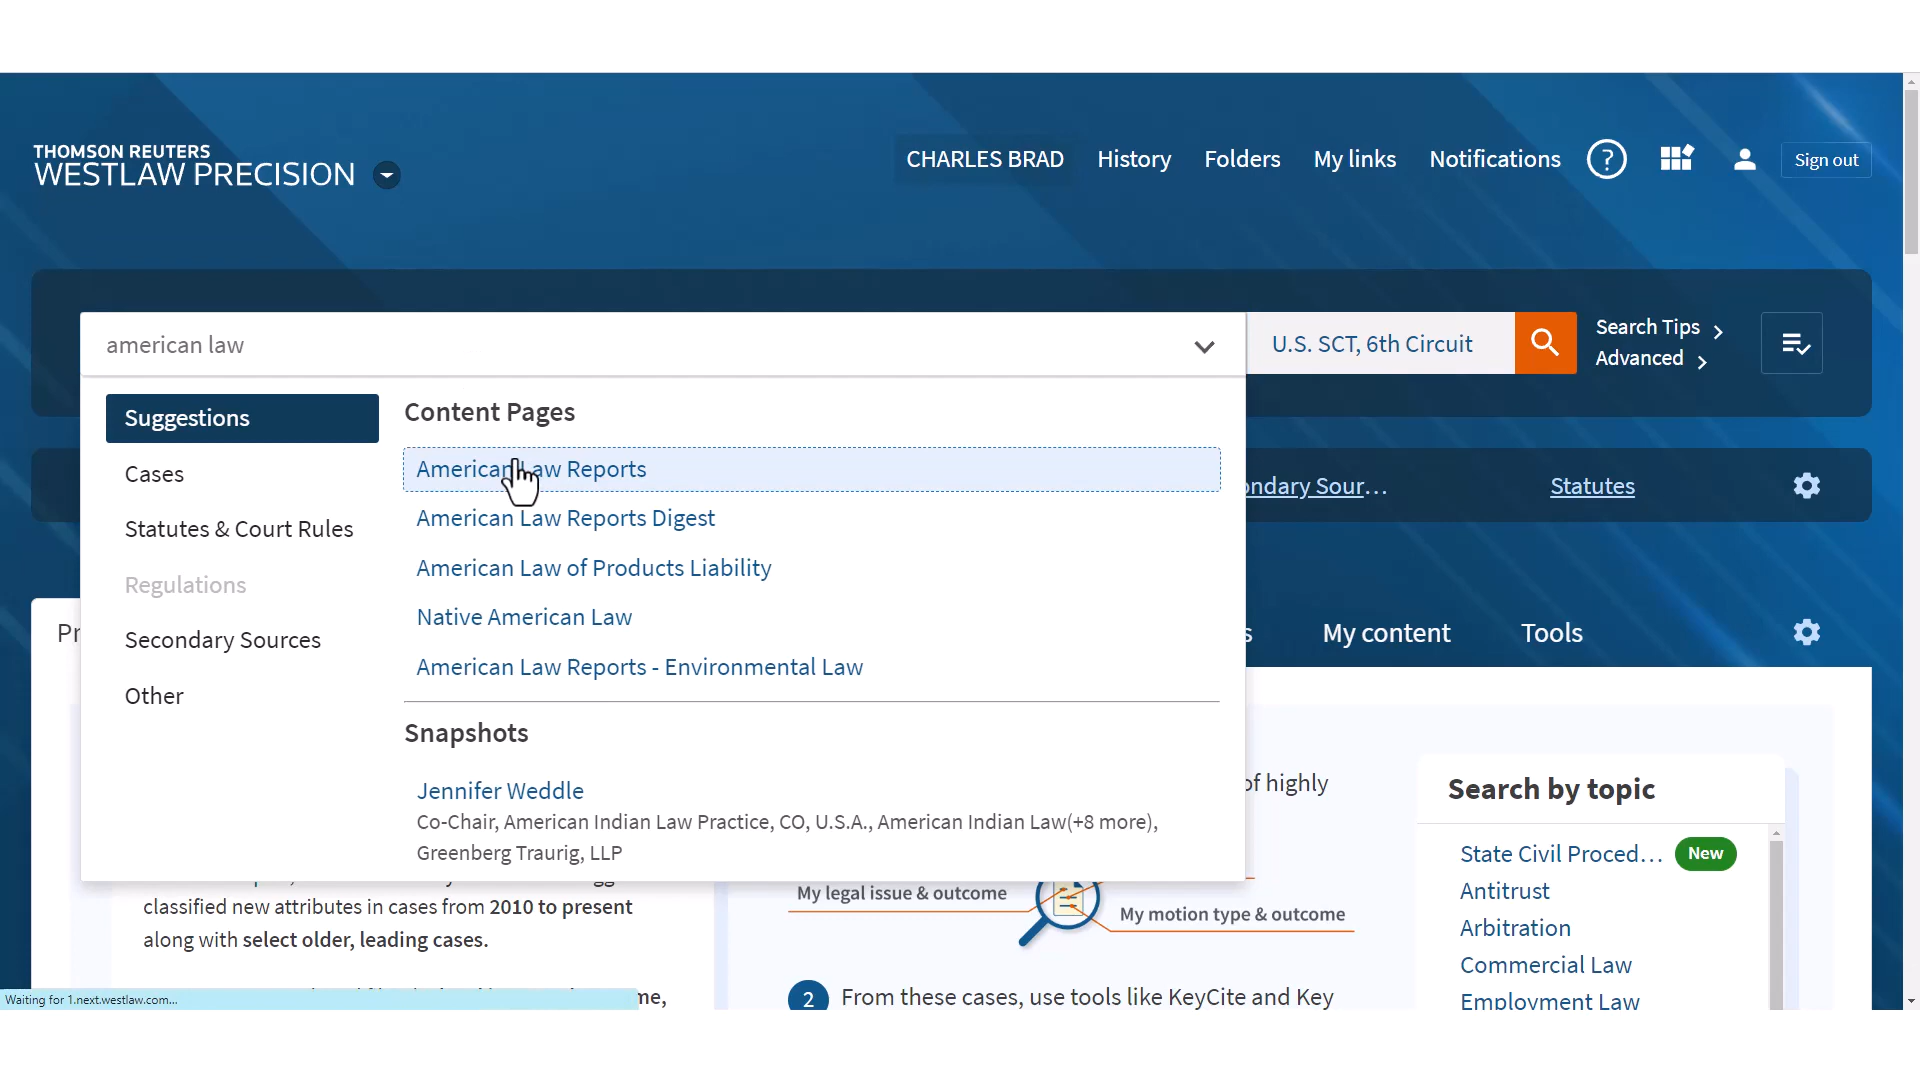 THOMSON REUTERS
WESTLAW PRECISION
CHARLES BRAD
History
Folders
My links
Notifications
?
Sign out
american law
U.S. SCT, 6th Circuit
Search Tips
Advanced
Suggestions
Cases
Statutes & Court Rules
Regulations
Secondary Sources
Other
Content Pages
American Law Reports
American Law Reports Digest
American Law of Products Liability
Native American Law
American Law Reports - Environmental Law
Snapshots
Jennifer Weddle
Co-Chair, American Indian Law Practice, CO, U.S.A., American Indian Law(+8 more),
Greenberg Traurig, LLP
ondary Sour...
Statutes
Pr
s
My content
Tools
of highly
classified new attributes in cases from 2010 to present
along with select older, leading cases.
me,
My legal issue & outcome
My motion type & outcome
2 From these cases, use tools like KeyCite and Key
Search by topic
State Civil Proced... New
Antitrust
Arbitration
Commercial Law
Employment Law
Waiting for 1.next.westlaw.com...